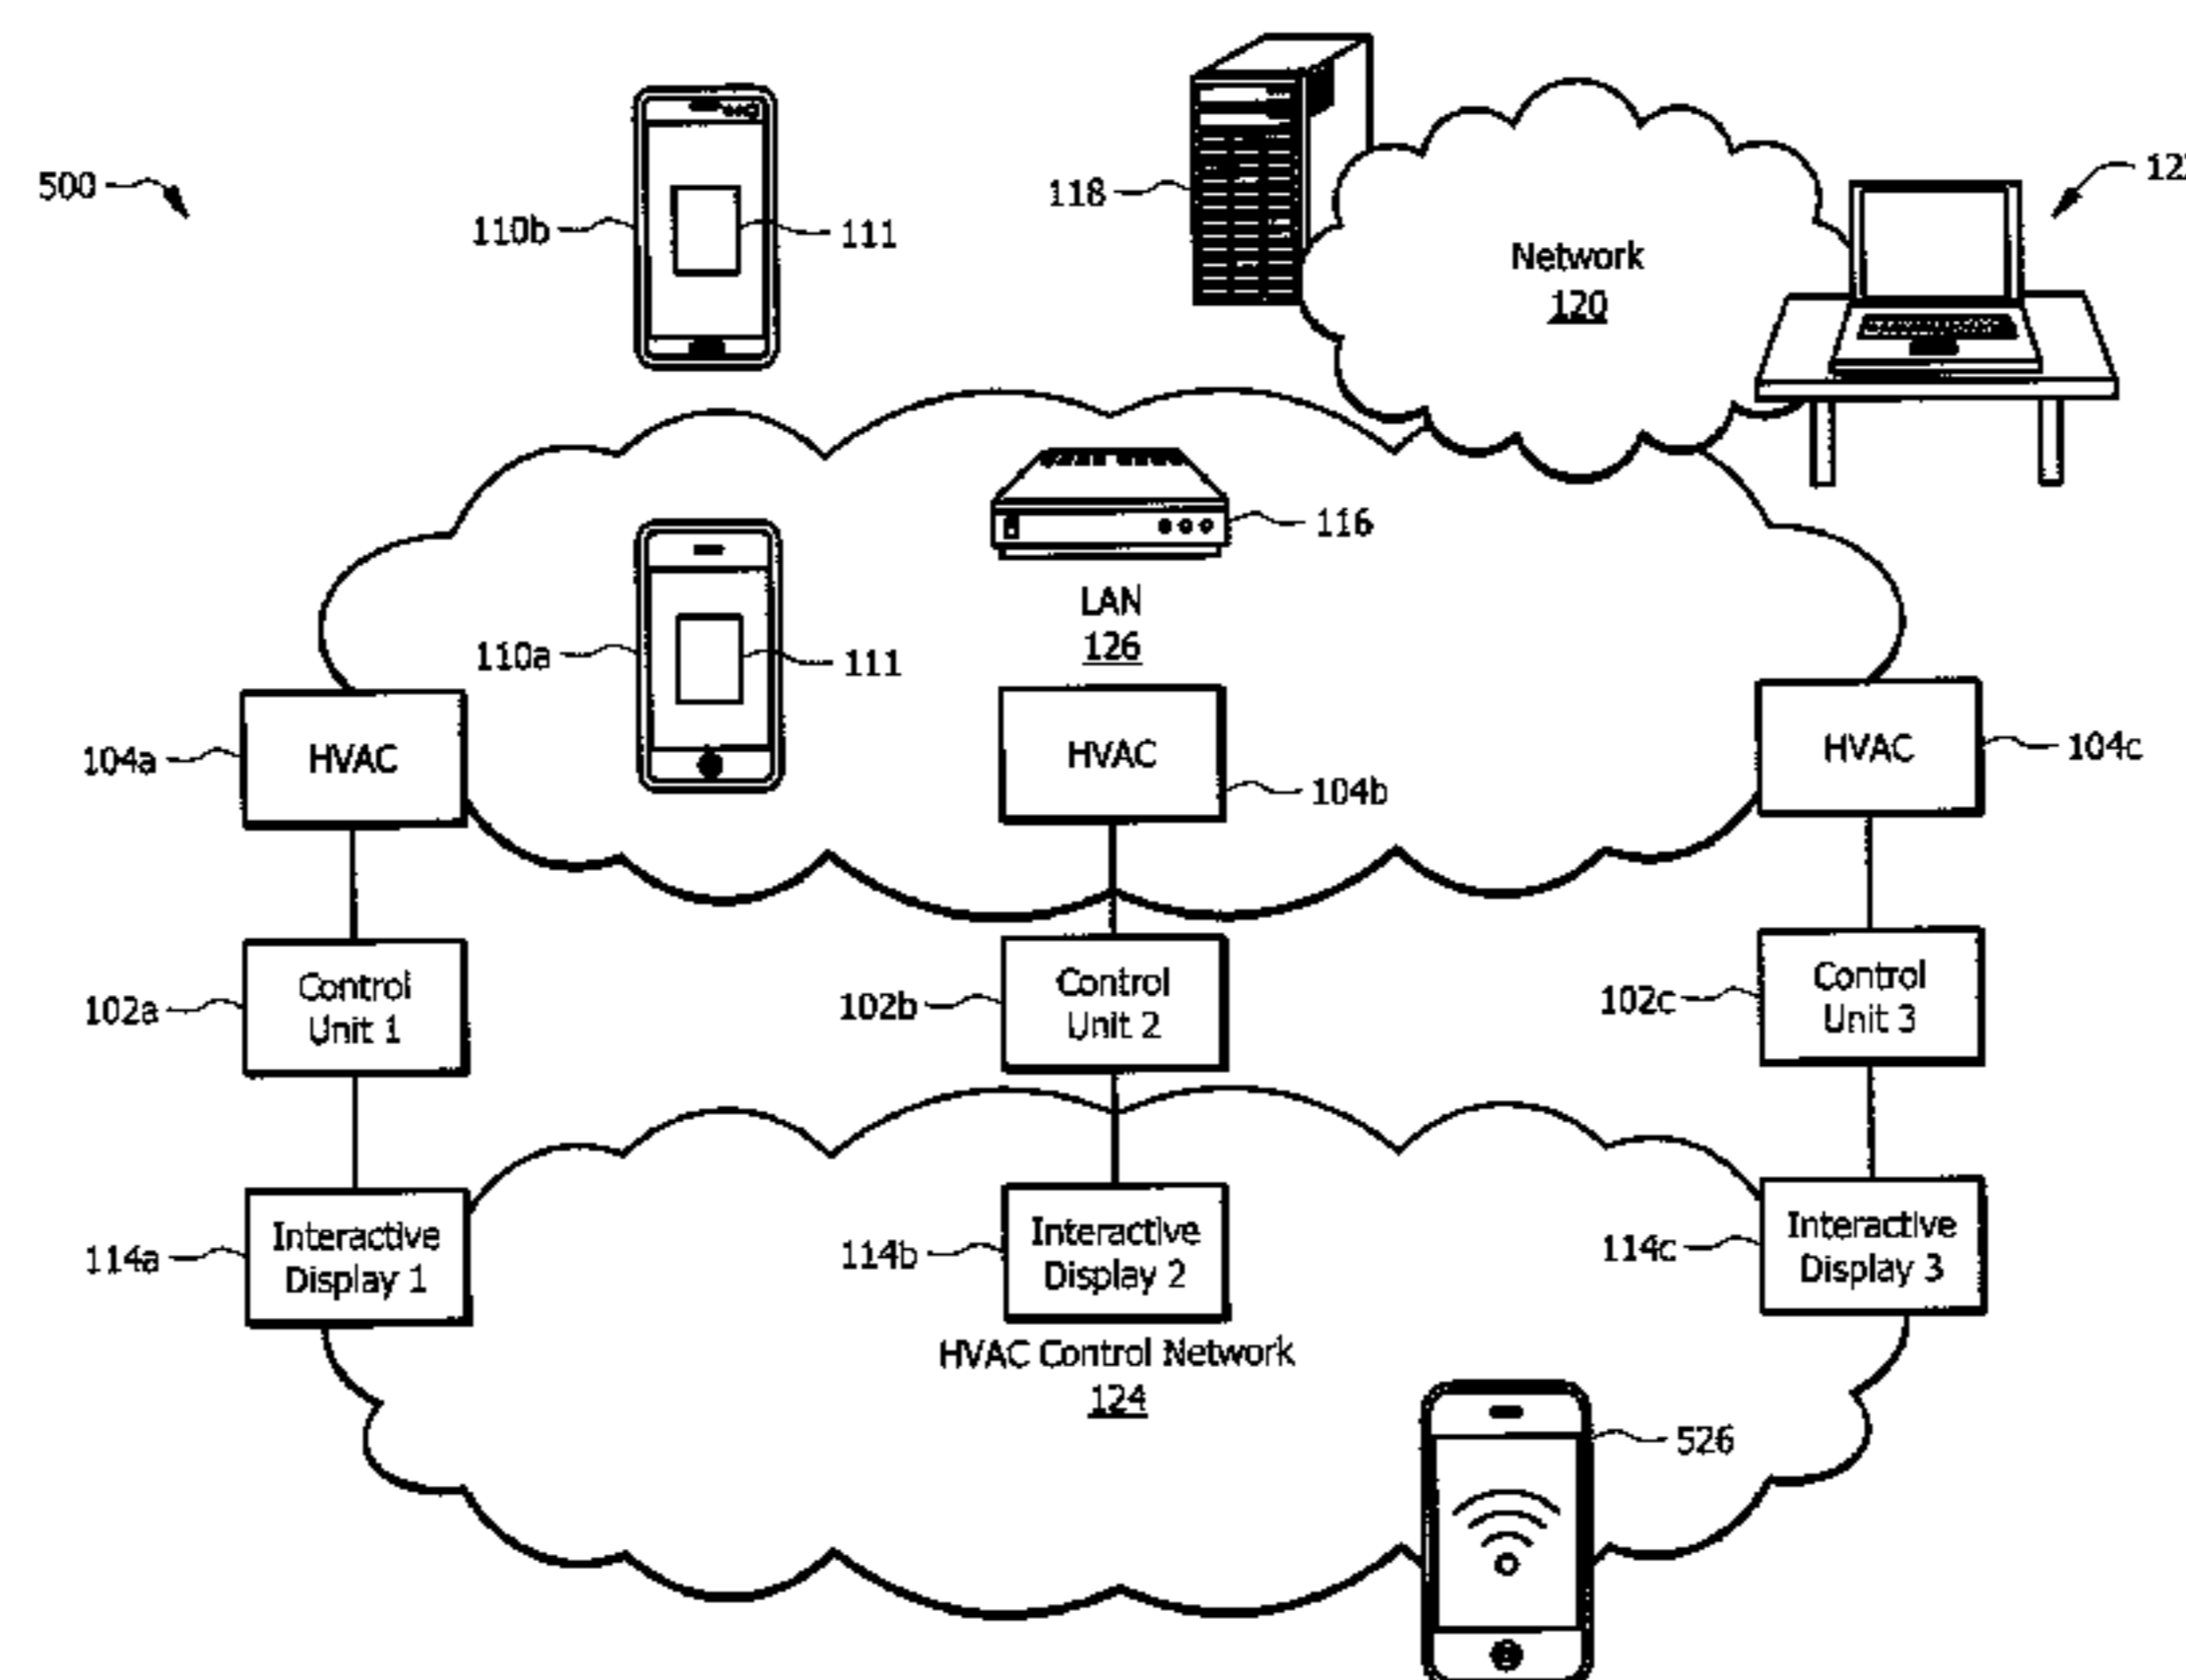 500
110b
111
118
Network
120
110a
111
116
LAN
126
104a
HVAC
HVAC
104b
HVAC
104c
102a
Control
Unit 1
102b
Control
Unit 2
102c
Control
Unit 3
114a
Interactive
Display 1
114b
Interactive
Display 2
114c
Interactive
Display 3
HVAC Control Network
124
526